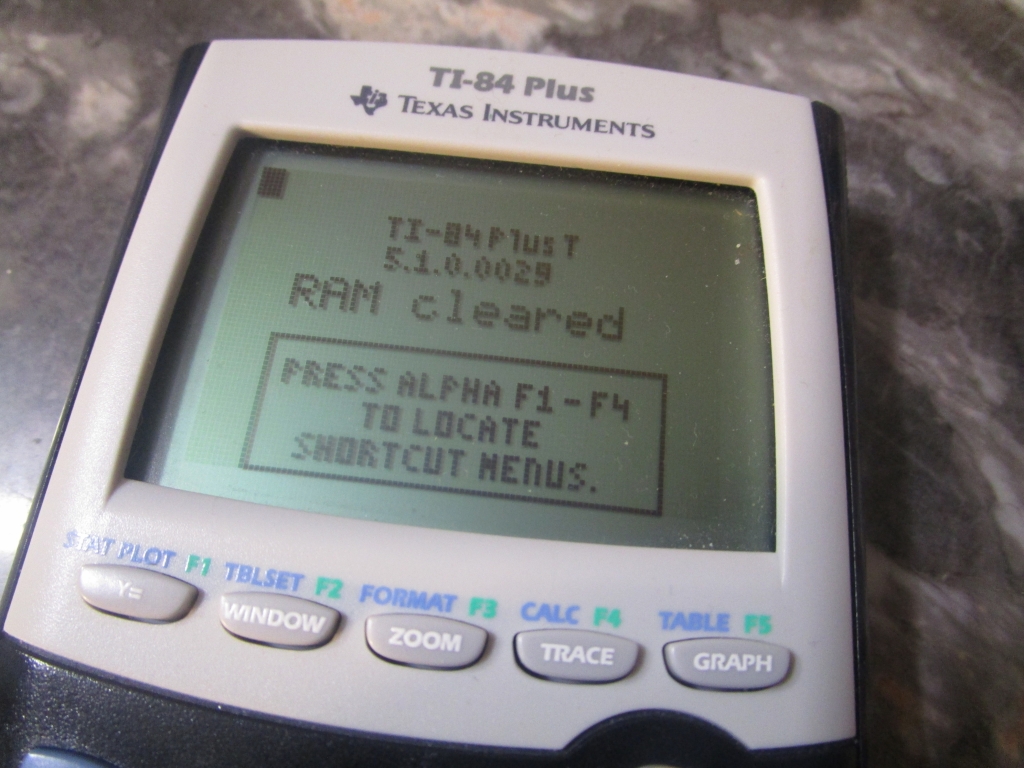 TI-84 Plus
TEXAS INSTRUMENTS
TI-84 Plus T
5.1.0.0029
RAM cleared
PRESS ALPHA F1-F4
TO LOCATE
SHORTCUT MENUS.
STAT PLOT F1 TBLSET F2 FORMAT F3 CALC F4 TABLE F5
Y= WINDOW ZOOM TRACE GRAPH